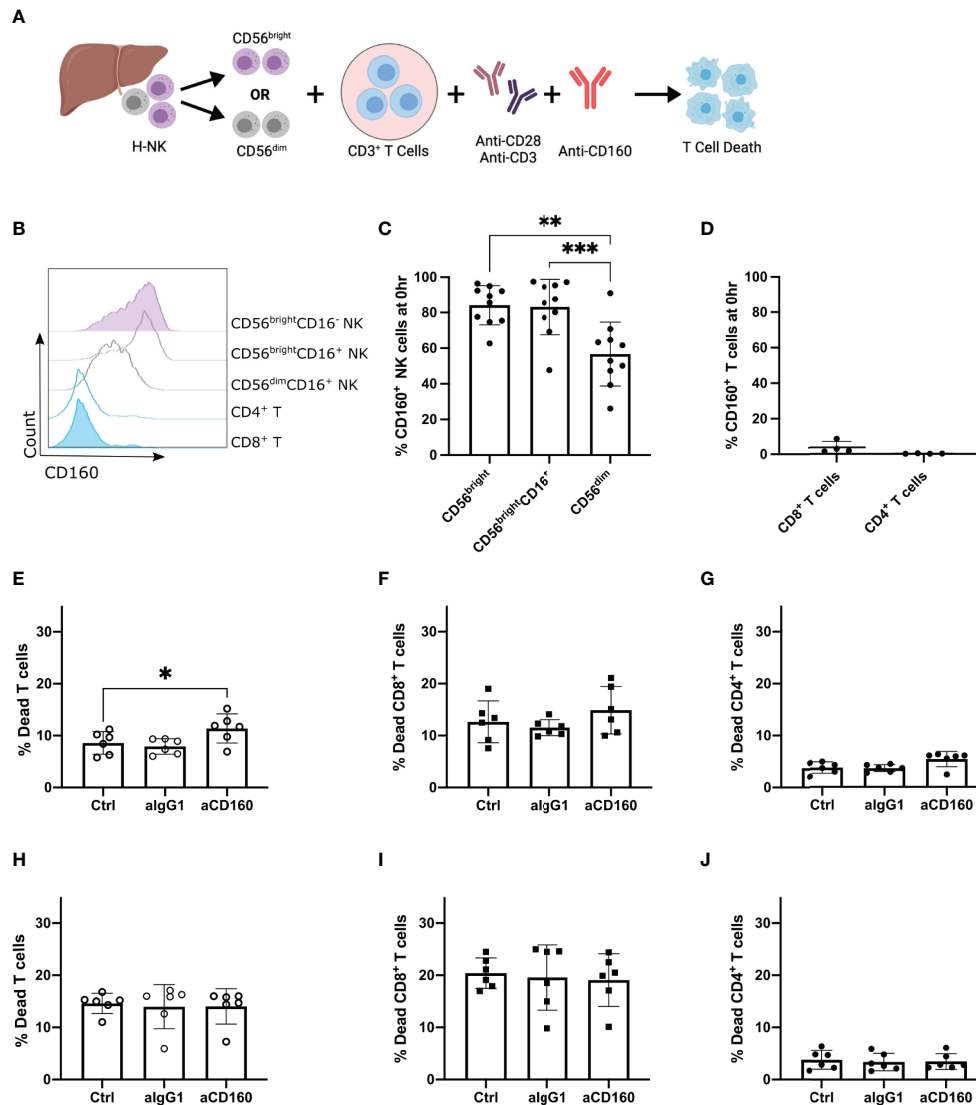 A
H-NK
CD56bright
OR
CD56dim
+
CD3+ T Cells
+
Anti-CD28
Anti-CD3
+
Anti-CD160
T Cell Death
B
Count
CD160
CD56brightCD16- NK
CD56brightCD16+ NK
CD56dimCD16+ NK
CD4+ T
CD8+ T
C
% CD160+ NK cells at 0hr
**
***
100
80
60
40
20
0
CD56bright
CD56brightCD16+
CD56dim
D
% CD160+ T cells at 0hr
100
80
60
40
20
0
CD8+ T cells
CD4+ T cells
E
% Dead T cells
30
20
10
0
*
Ctrl aIgG1 aCD160
F
% Dead CD8+ T cells
30
20
10
0
Ctrl aIgG1 aCD160
G
% Dead CD4+ T cells
30
20
10
0
Ctrl aIgG1 aCD160
H
% Dead T cells
30
20
10
0
Ctrl aIgG1 aCD160
I
% Dead CD8+ T cells
30
20
10
0
Ctrl aIgG1 aCD160
J
% Dead CD4+ T cells
30
20
10
0
Ctrl aIgG1 aCD160